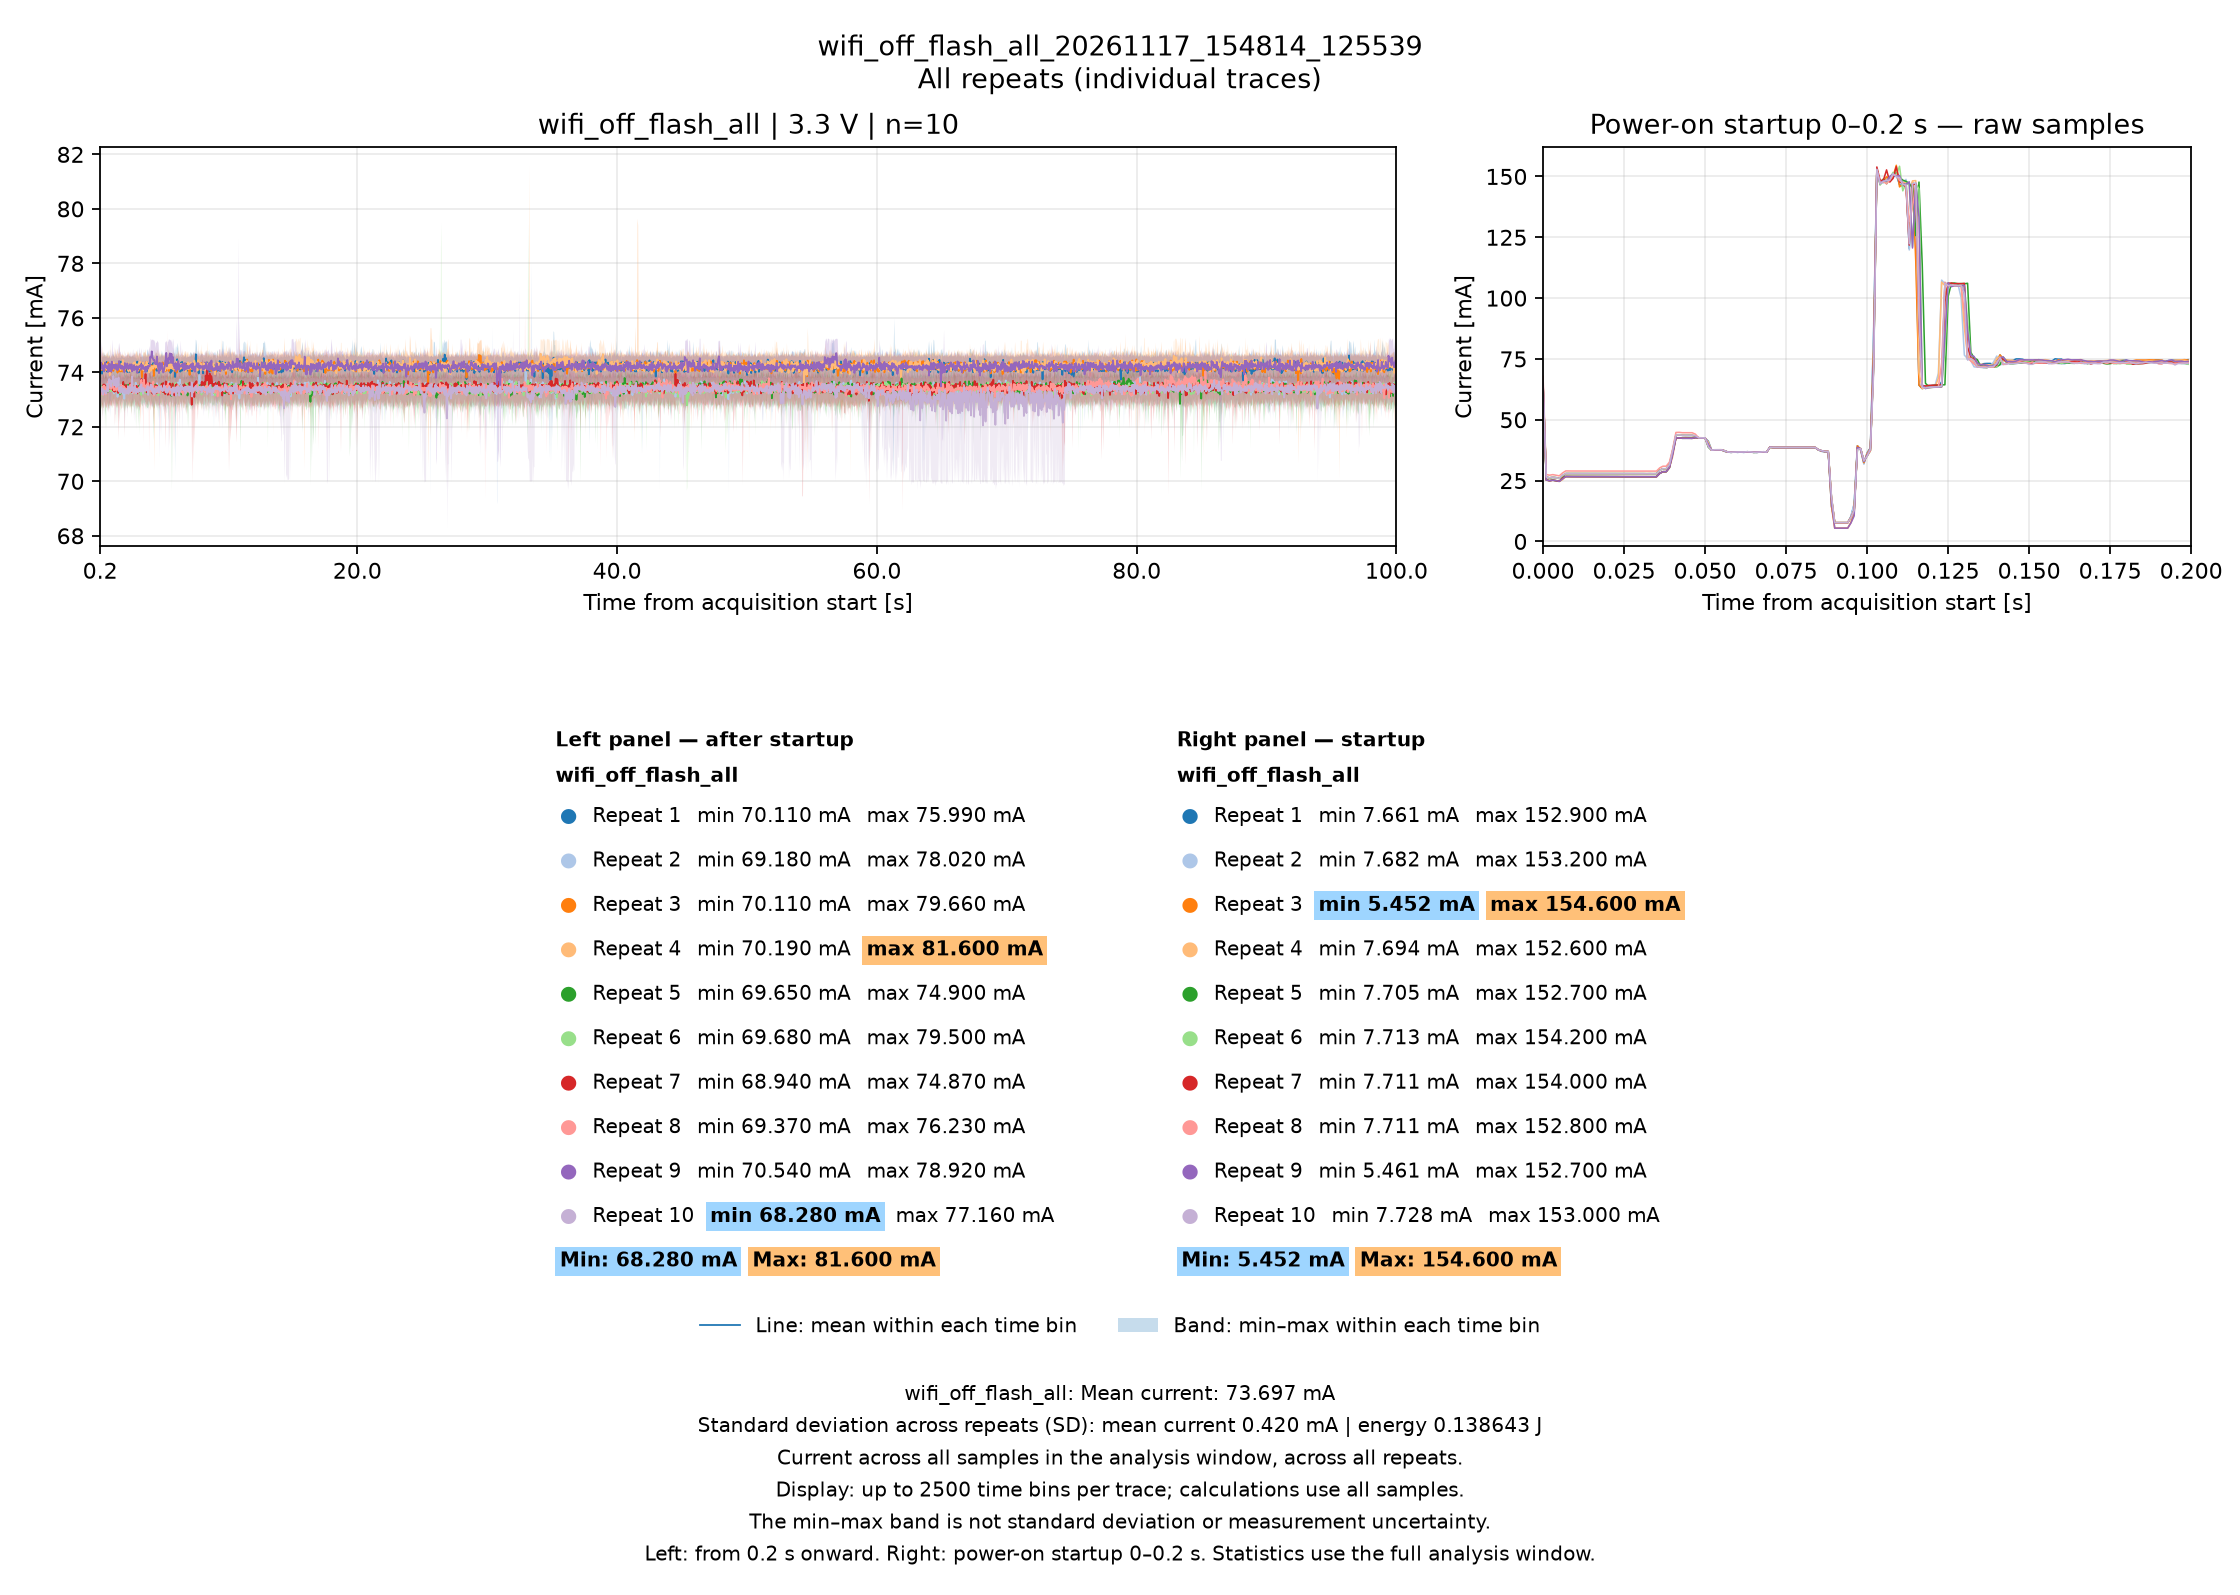 wifi_off_flash_all_20261117_154814_125539
All repeats (individual traces)
wifi_off_flash_all | 3.3 V | n=10
82
80
78
76
74
72
70
68
Current [mA]
0.2 20.0 40.0 60.0 80.0 100.0
Time from acquisition start [s]
Power-on startup 0–0.2 s — raw samples
150
125
100
75
50
25
0
Current [mA]
0.000 0.025 0.050 0.075 0.100 0.125 0.150 0.175 0.200
Time from acquisition start [s]
Left panel — after startup
wifi_off_flash_all
Repeat 1 min 70.110 mA max 75.990 mA
Repeat 2 min 69.180 mA max 78.020 mA
Repeat 3 min 70.110 mA max 79.660 mA
Repeat 4 min 70.190 mA max 81.600 mA
Repeat 5 min 69.650 mA max 74.900 mA
Repeat 6 min 69.680 mA max 79.500 mA
Repeat 7 min 68.940 mA max 74.870 mA
Repeat 8 min 69.370 mA max 76.230 mA
Repeat 9 min 70.540 mA max 78.920 mA
Repeat 10 min 68.280 mA max 77.160 mA
Min: 68.280 mA Max: 81.600 mA
Right panel — startup
wifi_off_flash_all
Repeat 1 min 7.661 mA max 152.900 mA
Repeat 2 min 7.682 mA max 153.200 mA
Repeat 3 min 5.452 mA max 154.600 mA
Repeat 4 min 7.694 mA max 152.600 mA
Repeat 5 min 7.705 mA max 152.700 mA
Repeat 6 min 7.713 mA max 154.200 mA
Repeat 7 min 7.711 mA max 154.000 mA
Repeat 8 min 7.711 mA max 152.800 mA
Repeat 9 min 5.461 mA max 152.700 mA
Repeat 10 min 7.728 mA max 153.000 mA
Min: 5.452 mA Max: 154.600 mA
Line: mean within each time bin Band: min–max within each time bin
wifi_off_flash_all: Mean current: 73.697 mA
Standard deviation across repeats (SD): mean current 0.420 mA | energy 0.138643 J
Current across all samples in the analysis window, across all repeats.
Display: up to 2500 time bins per trace; calculations use all samples.
The min–max band is not standard deviation or measurement uncertainty.
Left: from 0.2 s onward. Right: power-on startup 0–0.2 s. Statistics use the full analysis window.